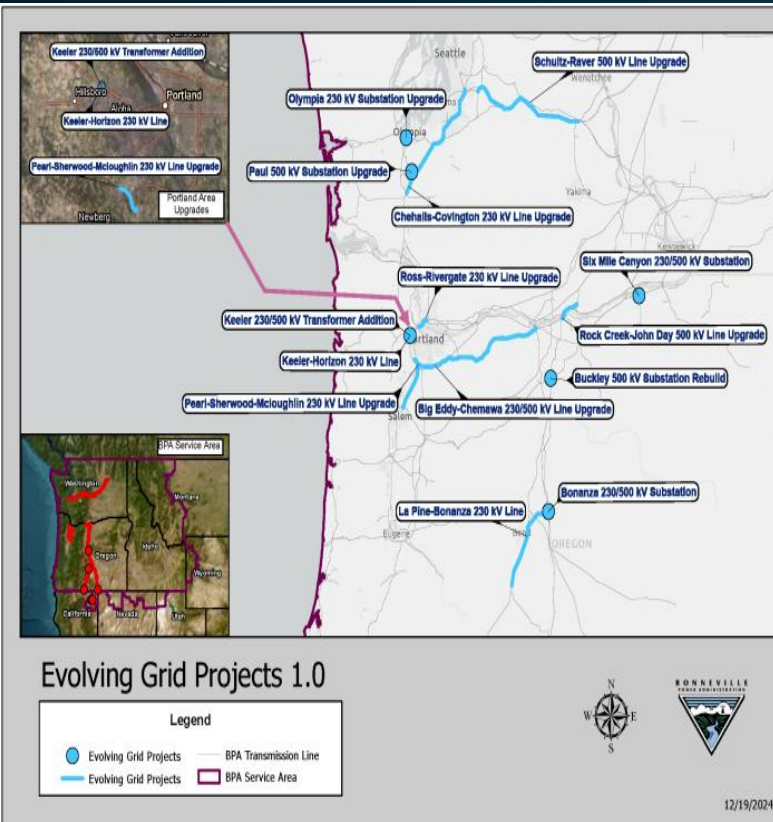 Keeler 230/500 kV Transformer Addition
Hillsboro
Portland
Aloha
Keeler-Horizon 230 kV Line
Pearl-Sherwood-Mcloughlin 230 kV Line Upgrade
Newberg
Portland Area
Upgrades
Seattle
Schultz-Raver 500 kV Line Upgrade
Wenatchee
Olympia 230 kV Substation Upgrade
Olympia
Paul 500 kV Substation Upgrade
Yakima
Chehalis-Covington 230 kV Line Upgrade
Kennewick
Six Mile Canyon 230/500 kV Substation
Ross-Rivergate 230 kV Line Upgrade
Keeler 230/500 kV Transformer Addition
Rock Creek-John Day 500 kV Line Upgrade
Keeler-Horizon 230 kV Line
Buckley 500 kV Substation Rebuild
Pearl-Sherwood-Mcloughlin 230 kV Line Upgrade
Big Eddy-Chemawa 230/500 kV Line Upgrade
Salem
BPA Service Area
Washington
Montana
Oregon
Idaho
Wyoming
California
Nevada
Utah
Bonanza 230/500 kV Substation
La Pine-Bonanza 230 kV Line
Eugene
OREGON
Evolving Grid Projects 1.0
Legend
Evolving Grid Projects
BPA Transmission Line
Evolving Grid Projects
BPA Service Area
N
W E
S
BONNEVILLE
POWER ADMINISTRATION
12/19/2024